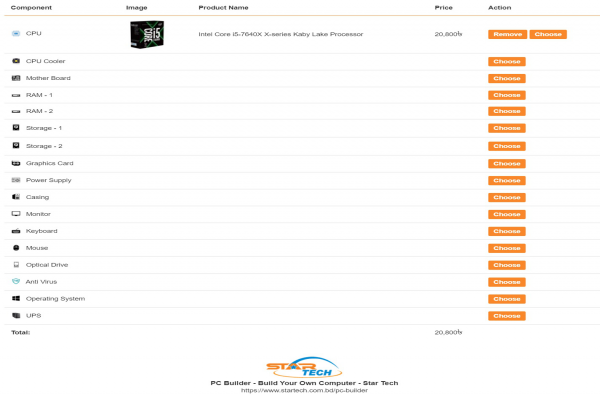 Component Image Product Name Price Action
CPU Intel Core i5-7640X X-series Kaby Lake Processor 20,800৳ Remove Choose
CPU Cooler Choose
Mother Board Choose
RAM - 1 Choose
RAM - 2 Choose
Storage - 1 Choose
Storage - 2 Choose
Graphics Card Choose
Power Supply Choose
Casing Choose
Monitor Choose
Keyboard Choose
Mouse Choose
Optical Drive Choose
Anti Virus Choose
Operating System Choose
UPS Choose
Total: 20,800৳
STAR
TECH
PC Builder - Build Your Own Computer - Star Tech
https://www.startech.com.bd/pc-builder